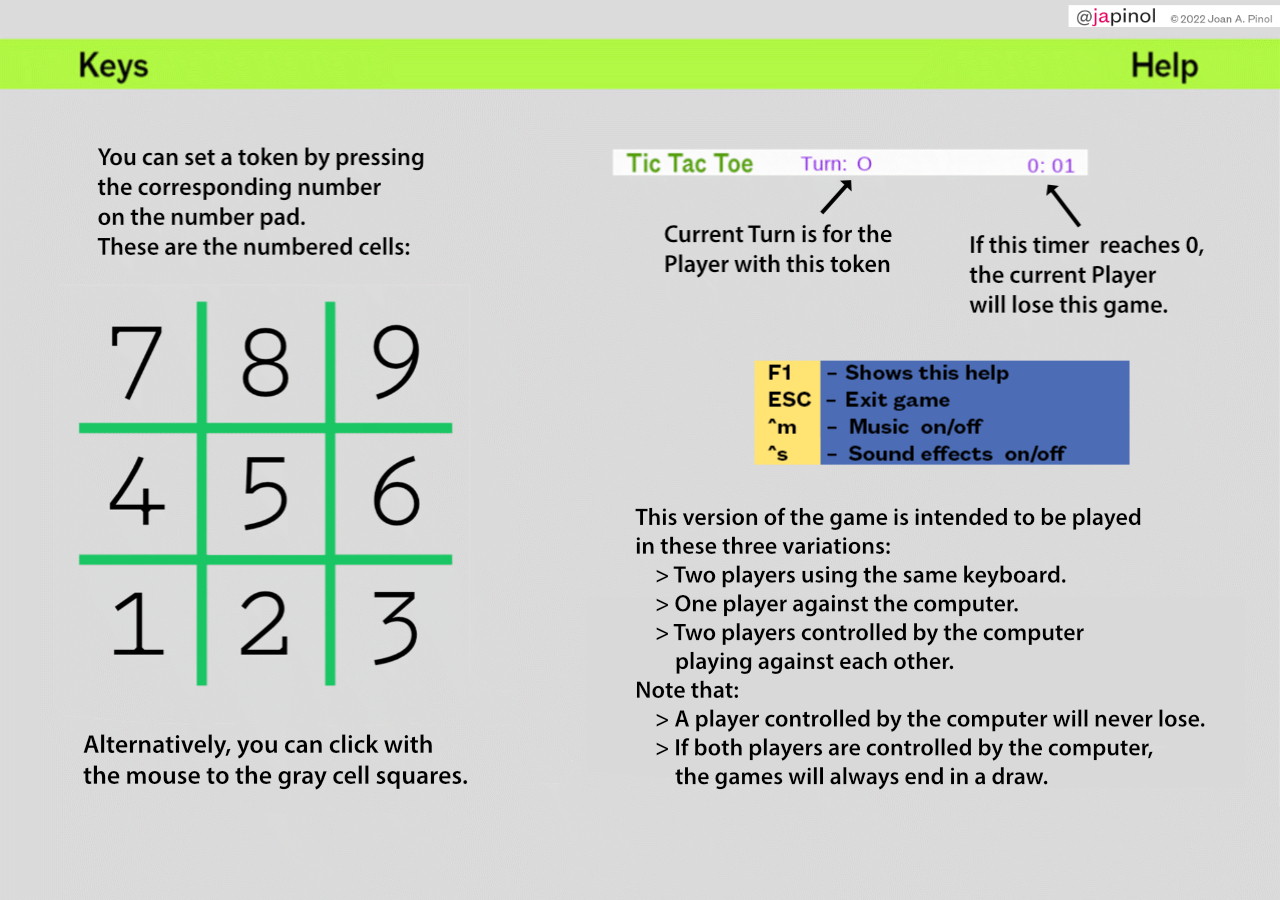 @japinol © 2022 Joan A. Pinol
Keys Help
You can set a token by pressing
the corresponding number
on the number pad.
These are the numbered cells:
7 8 9
4 5 6
1 2 3
Alternatively, you can click with
the mouse to the gray cell squares.
Tic Tac Toe Turn: O 0: 01
Current Turn is for the
Player with this token
If this timer reaches 0,
the current Player
will lose this game.
F1 – Shows this help
ESC – Exit game
^m – Music on/off
^s – Sound effects on/off
This version of the game is intended to be played
in these three variations:
> Two players using the same keyboard.
> One player against the computer.
> Two players controlled by the computer
playing against each other.
Note that:
> A player controlled by the computer will never lose.
> If both players are controlled by the computer,
the games will always end in a draw.